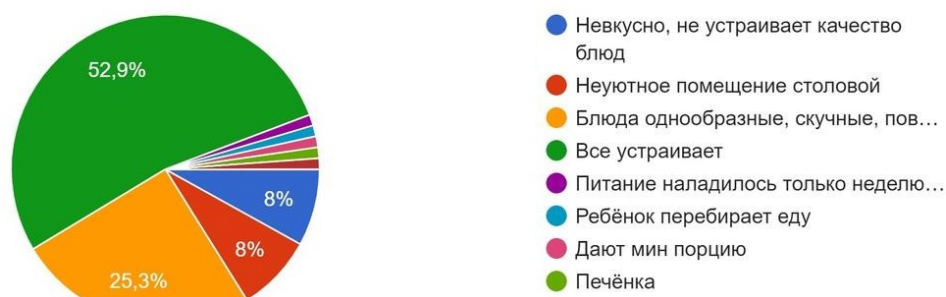 52,9%
8%
8%
25,3%
Невкусно, не устраивает качество
блюд
Неуютное помещение столовой
Блюда однообразные, скучные, пов…
Все устраивает
Питание наладилось только неделю…
Ребёнок перебирает еду
Дают мин порцию
Печёнка